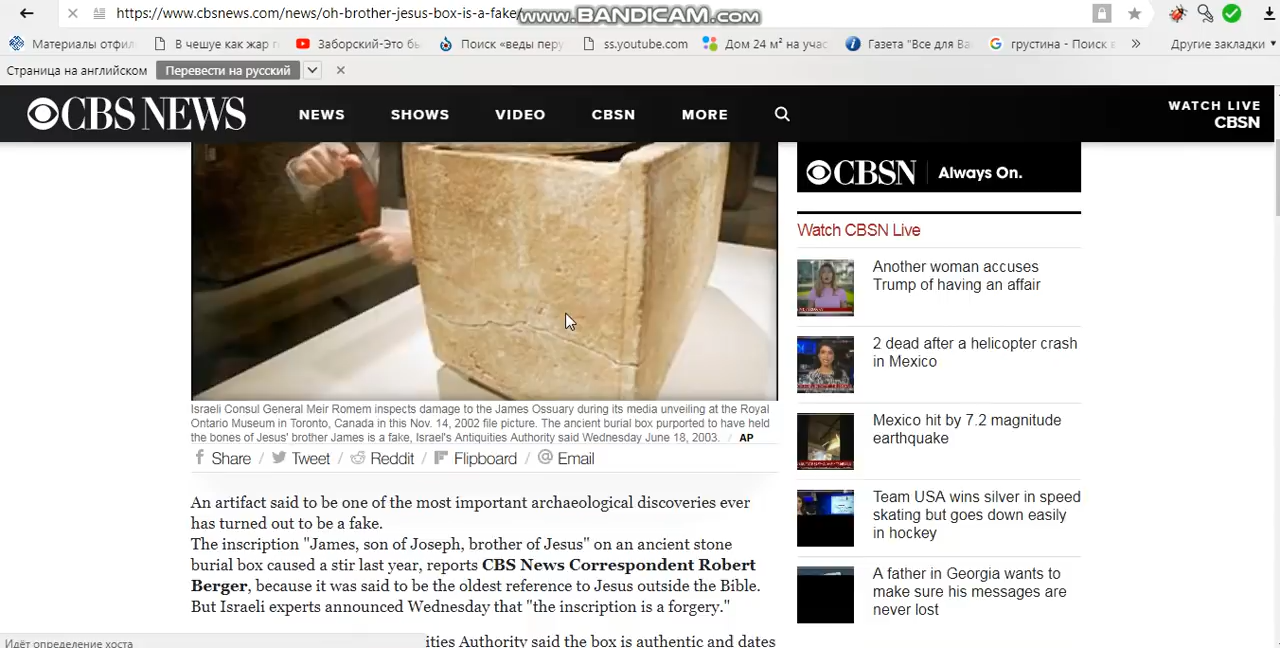 https://www.cbsnews.com/news/oh-brother-jesus-box-is-a-fake/
www.BANDICAM.com
Материалы отфил
В чешуе как жар г
Заборский-Это бы
Поиск «веды перу
ss.youtube.com
Дом 24 м² на учас
Газета "Все для Ва
грустина - Поиск в
»
Другие закладки
Страница на английском
Перевести на русский
CBS NEWS
NEWS
SHOWS
VIDEO
CBSN
MORE
WATCH LIVE
CBSN
Israeli Consul General Meir Romem inspects damage to the James Ossuary during its media unveiling at the Royal
Ontario Museum in Toronto, Canada in this Nov. 14, 2002 file picture. The ancient burial box purported to have held
the bones of Jesus' brother James is a fake, Israel's Antiquities Authority said Wednesday June 18, 2003. / AP
Share / Tweet / Reddit / Flipboard / Email
An artifact said to be one of the most important archaeological discoveries ever
has turned out to be a fake.
The inscription "James, son of Joseph, brother of Jesus" on an ancient stone
burial box caused a stir last year, reports CBS News Correspondent Robert
Berger, because it was said to be the oldest reference to Jesus outside the Bible.
But Israeli experts announced Wednesday that "the inscription is a forgery."
ities Authority said the box is authentic and dates
CBSN Always On.
Watch CBSN Live
Another woman accuses
Trump of having an affair
2 dead after a helicopter crash
in Mexico
Mexico hit by 7.2 magnitude
earthquake
Team USA wins silver in speed
skating but goes down easily
in hockey
A father in Georgia wants to
make sure his messages are
never lost
Идёт определение хоста